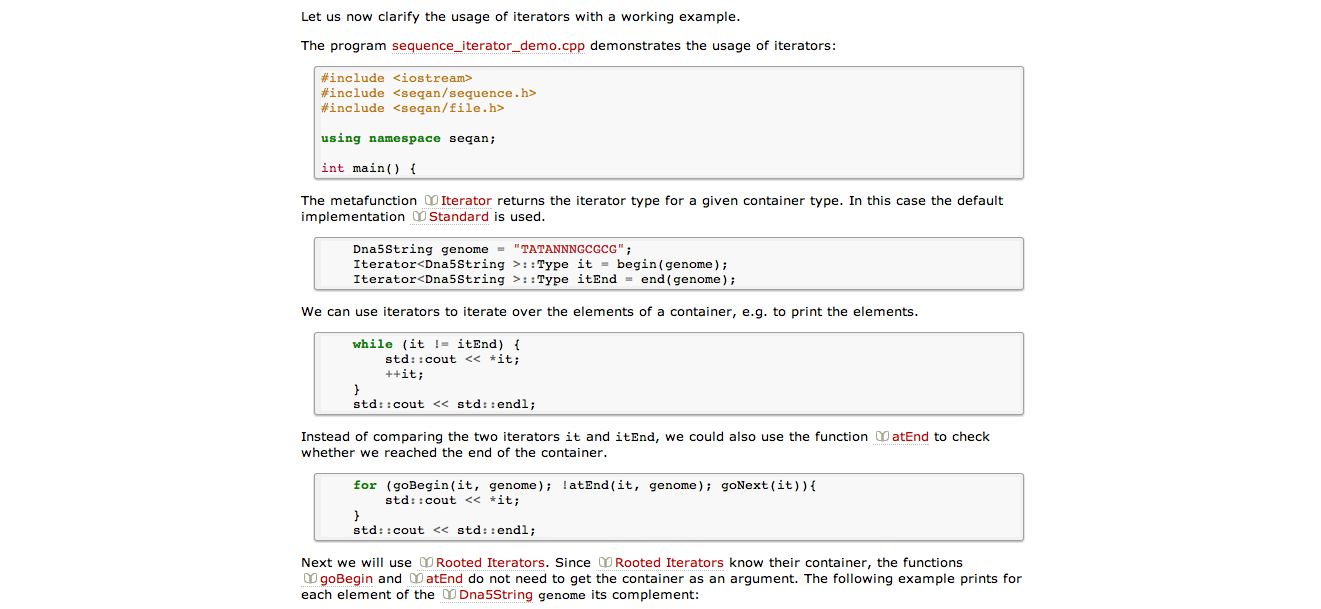 Let us now clarify the usage of iterators with a working example.
The program sequence_iterator_demo.cpp demonstrates the usage of iterators:
#include <iostream>
#include <seqan/sequence.h>
#include <seqan/file.h>
using namespace seqan;
int main() {
The metafunction Iterator returns the iterator type for a given container type. In this case the default
implementation Standard is used.
Dna5String genome = "TATANNNGCGCG";
Iterator<Dna5String >::Type it = begin(genome);
Iterator<Dna5String >::Type itEnd = end(genome);
We can use iterators to iterate over the elements of a container, e.g. to print the elements.
while (it != itEnd) {
std::cout << *it;
++it;
}
std::cout << std::endl;
Instead of comparing the two iterators it and itEnd, we could also use the function atEnd to check
whether we reached the end of the container.
for (goBegin(it, genome); !atEnd(it, genome); goNext(it)){
std::cout << *it;
}
std::cout << std::endl;
Next we will use Rooted Iterators. Since Rooted Iterators know their container, the functions
goBegin and atEnd do not need to get the container as an argument. The following example prints for
each element of the Dna5String genome its complement: